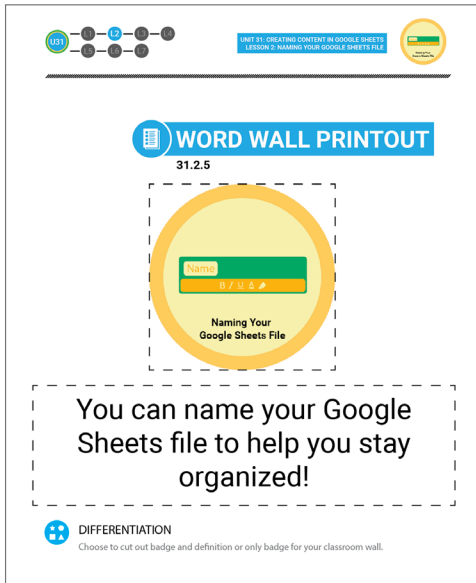 U31
L1
L2
L3
L4
L5
L6
L7
UNIT 31: CREATING CONTENT IN GOOGLE SHEETS
LESSON 2: NAMING YOUR GOOGLE SHEETS FILE
WORD WALL PRINTOUT
31.2.5
Name
B I U A
Naming Your
Google Sheets File
You can name your Google
Sheets file to help you stay
organized!
DIFFERENTIATION
Choose to cut out badge and definition or only badge for your classroom wall.